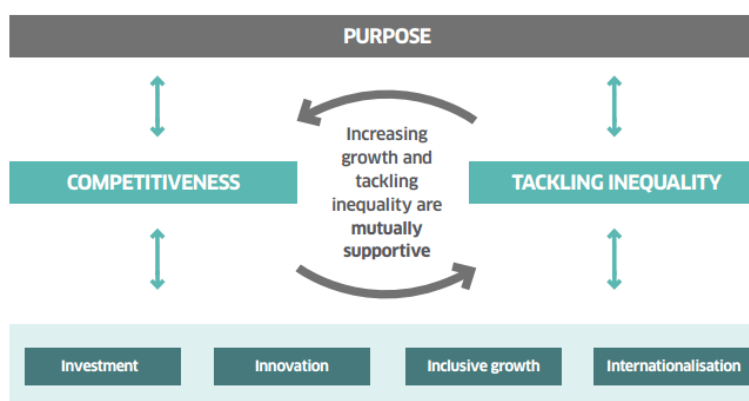 PURPOSE
COMPETITIVENESS
Increasing
growth and
tackling
inequality are
mutually
supportive
TACKLING INEQUALITY
Investment
Innovation
Inclusive growth
Internationalisation